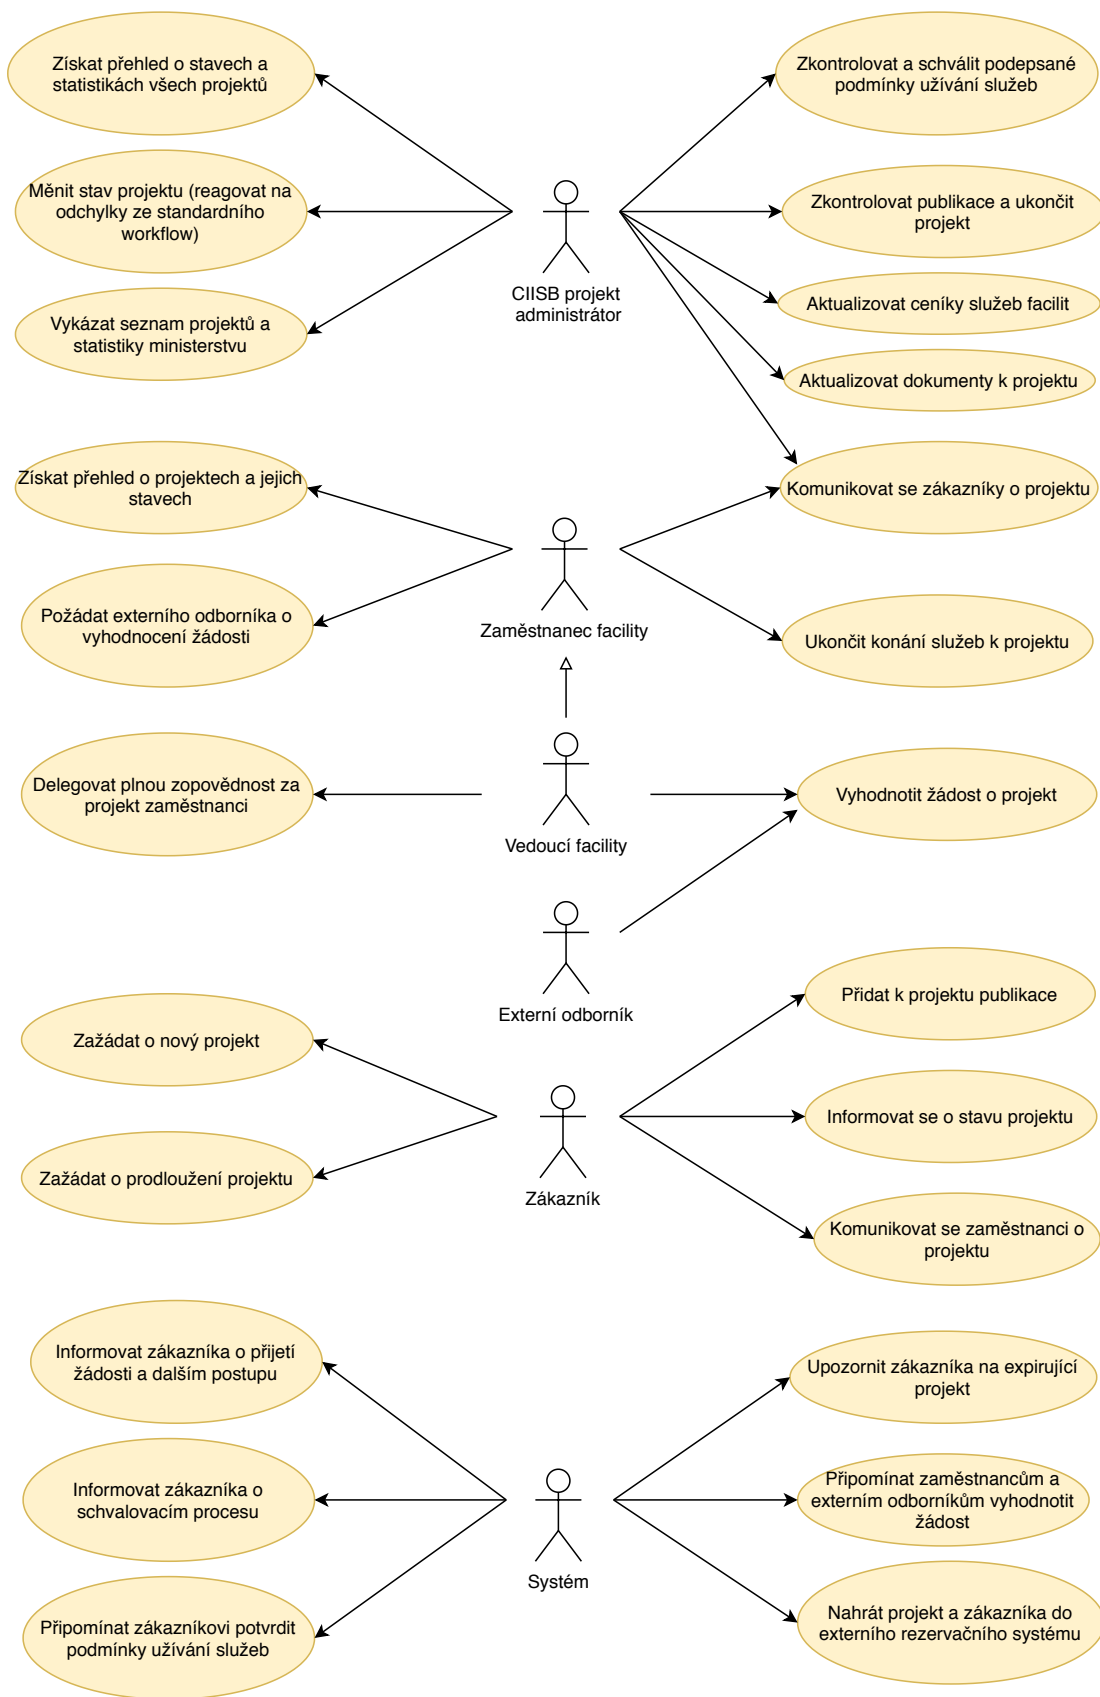 Získat přehled o stavech a
statistikách všech projektů
Zkontrolovat a schválit podepsané
podmínky užívání služeb
Měnit stav projektu (reagovat na
odchylky ze standardního
workflow)
Zkontrolovat publikace a ukončit
projekt
CIISB projekt
administrátor
Vykázat seznam projektů a
statistiky ministerstvu
Aktualizovat ceníky služeb facilit
Aktualizovat dokumenty k projektu
Získat přehled o projektech a jejich
stavech
Komunikovat se zákazníky o projektu
Požádat externího odborníka o
vyhodnocení žádosti
Zaměstnanec facility
Ukončit konání služeb k projektu
Delegovat plnou zopovědnost za
projekt zaměstnanci
Vedoucí facility
Vyhodnotit žádost o projekt
Externí odborník
Přidat k projektu publikace
Zažádat o nový projekt
Informovat se o stavu projektu
Zažádat o prodloužení projektu
Zákazník
Komunikovat se zaměstnanci o
projektu
Informovat zákazníka o přijetí
žádosti a dalším postupu
Upozornit zákazníka na expirující
projekt
Informovat zákazníka o
schvalovacím procesu
Připomínat zaměstnancům a
externím odborníkům vyhodnotit
žádost
Systém
Připomínat zákazníkovi potvrdit
podmínky užívání služeb
Nahrát projekt a zákazníka do
externího rezervačního systému